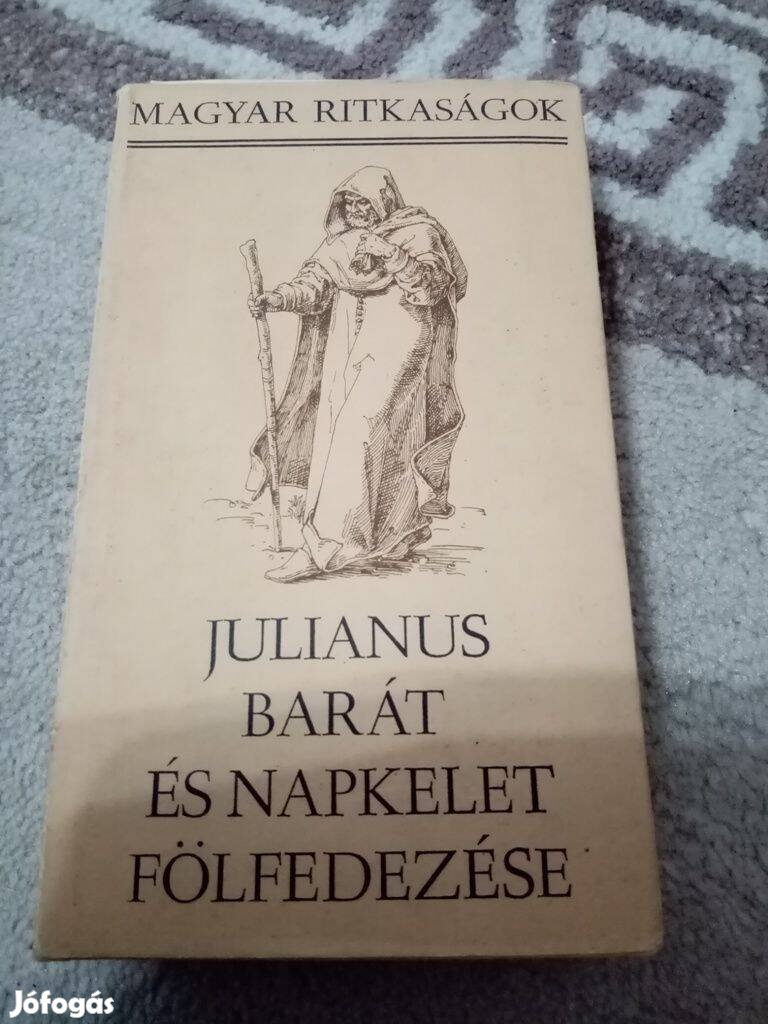 MAGYAR RITKASÁGOK
JULIANUS
BARÁT
ÉS NAPKELET
FÖLFEDEZÉSE
Jófogás